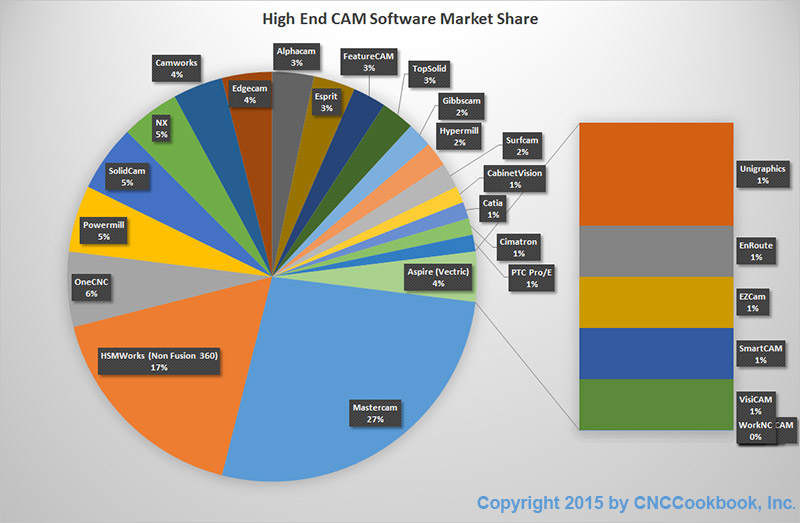 High End CAM Software Market Share
Alphacam
3%
Esprit
3%
FeatureCAM
3%
TopSolid
3%
Gibbscam
2%
Hypermill
2%
Surfcam
2%
CabinetVision
1%
Catia
1%
Cimatron
1%
PTC Pro/E
1%
Aspire (Vectric)
4%
Mastercam
27%
HSMWorks (Non Fusion 360)
17%
OneCNC
6%
Powermill
5%
SolidCam
5%
NX
5%
Camworks
4%
Edgecam
4%
Unigraphics
1%
EnRoute
1%
EZCam
1%
SmartCAM
1%
VisiCAM
1%
WorkNC
0%
CAM
Copyright 2015 by CNCCookbook, Inc.